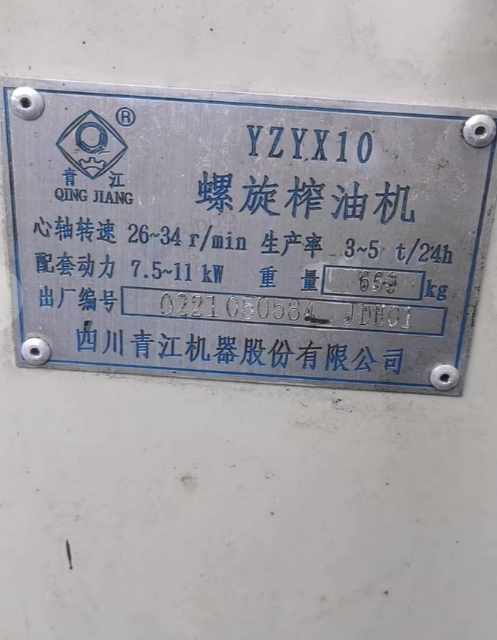 YZYX10
®
青江
QING JIANG
螺旋榨油机
心轴转速 26~34 r/min 生产率 3~5 t/24h
配套动力 7.5~11 kW 重量 kg
出厂编号
四川青江机器股份有限公司